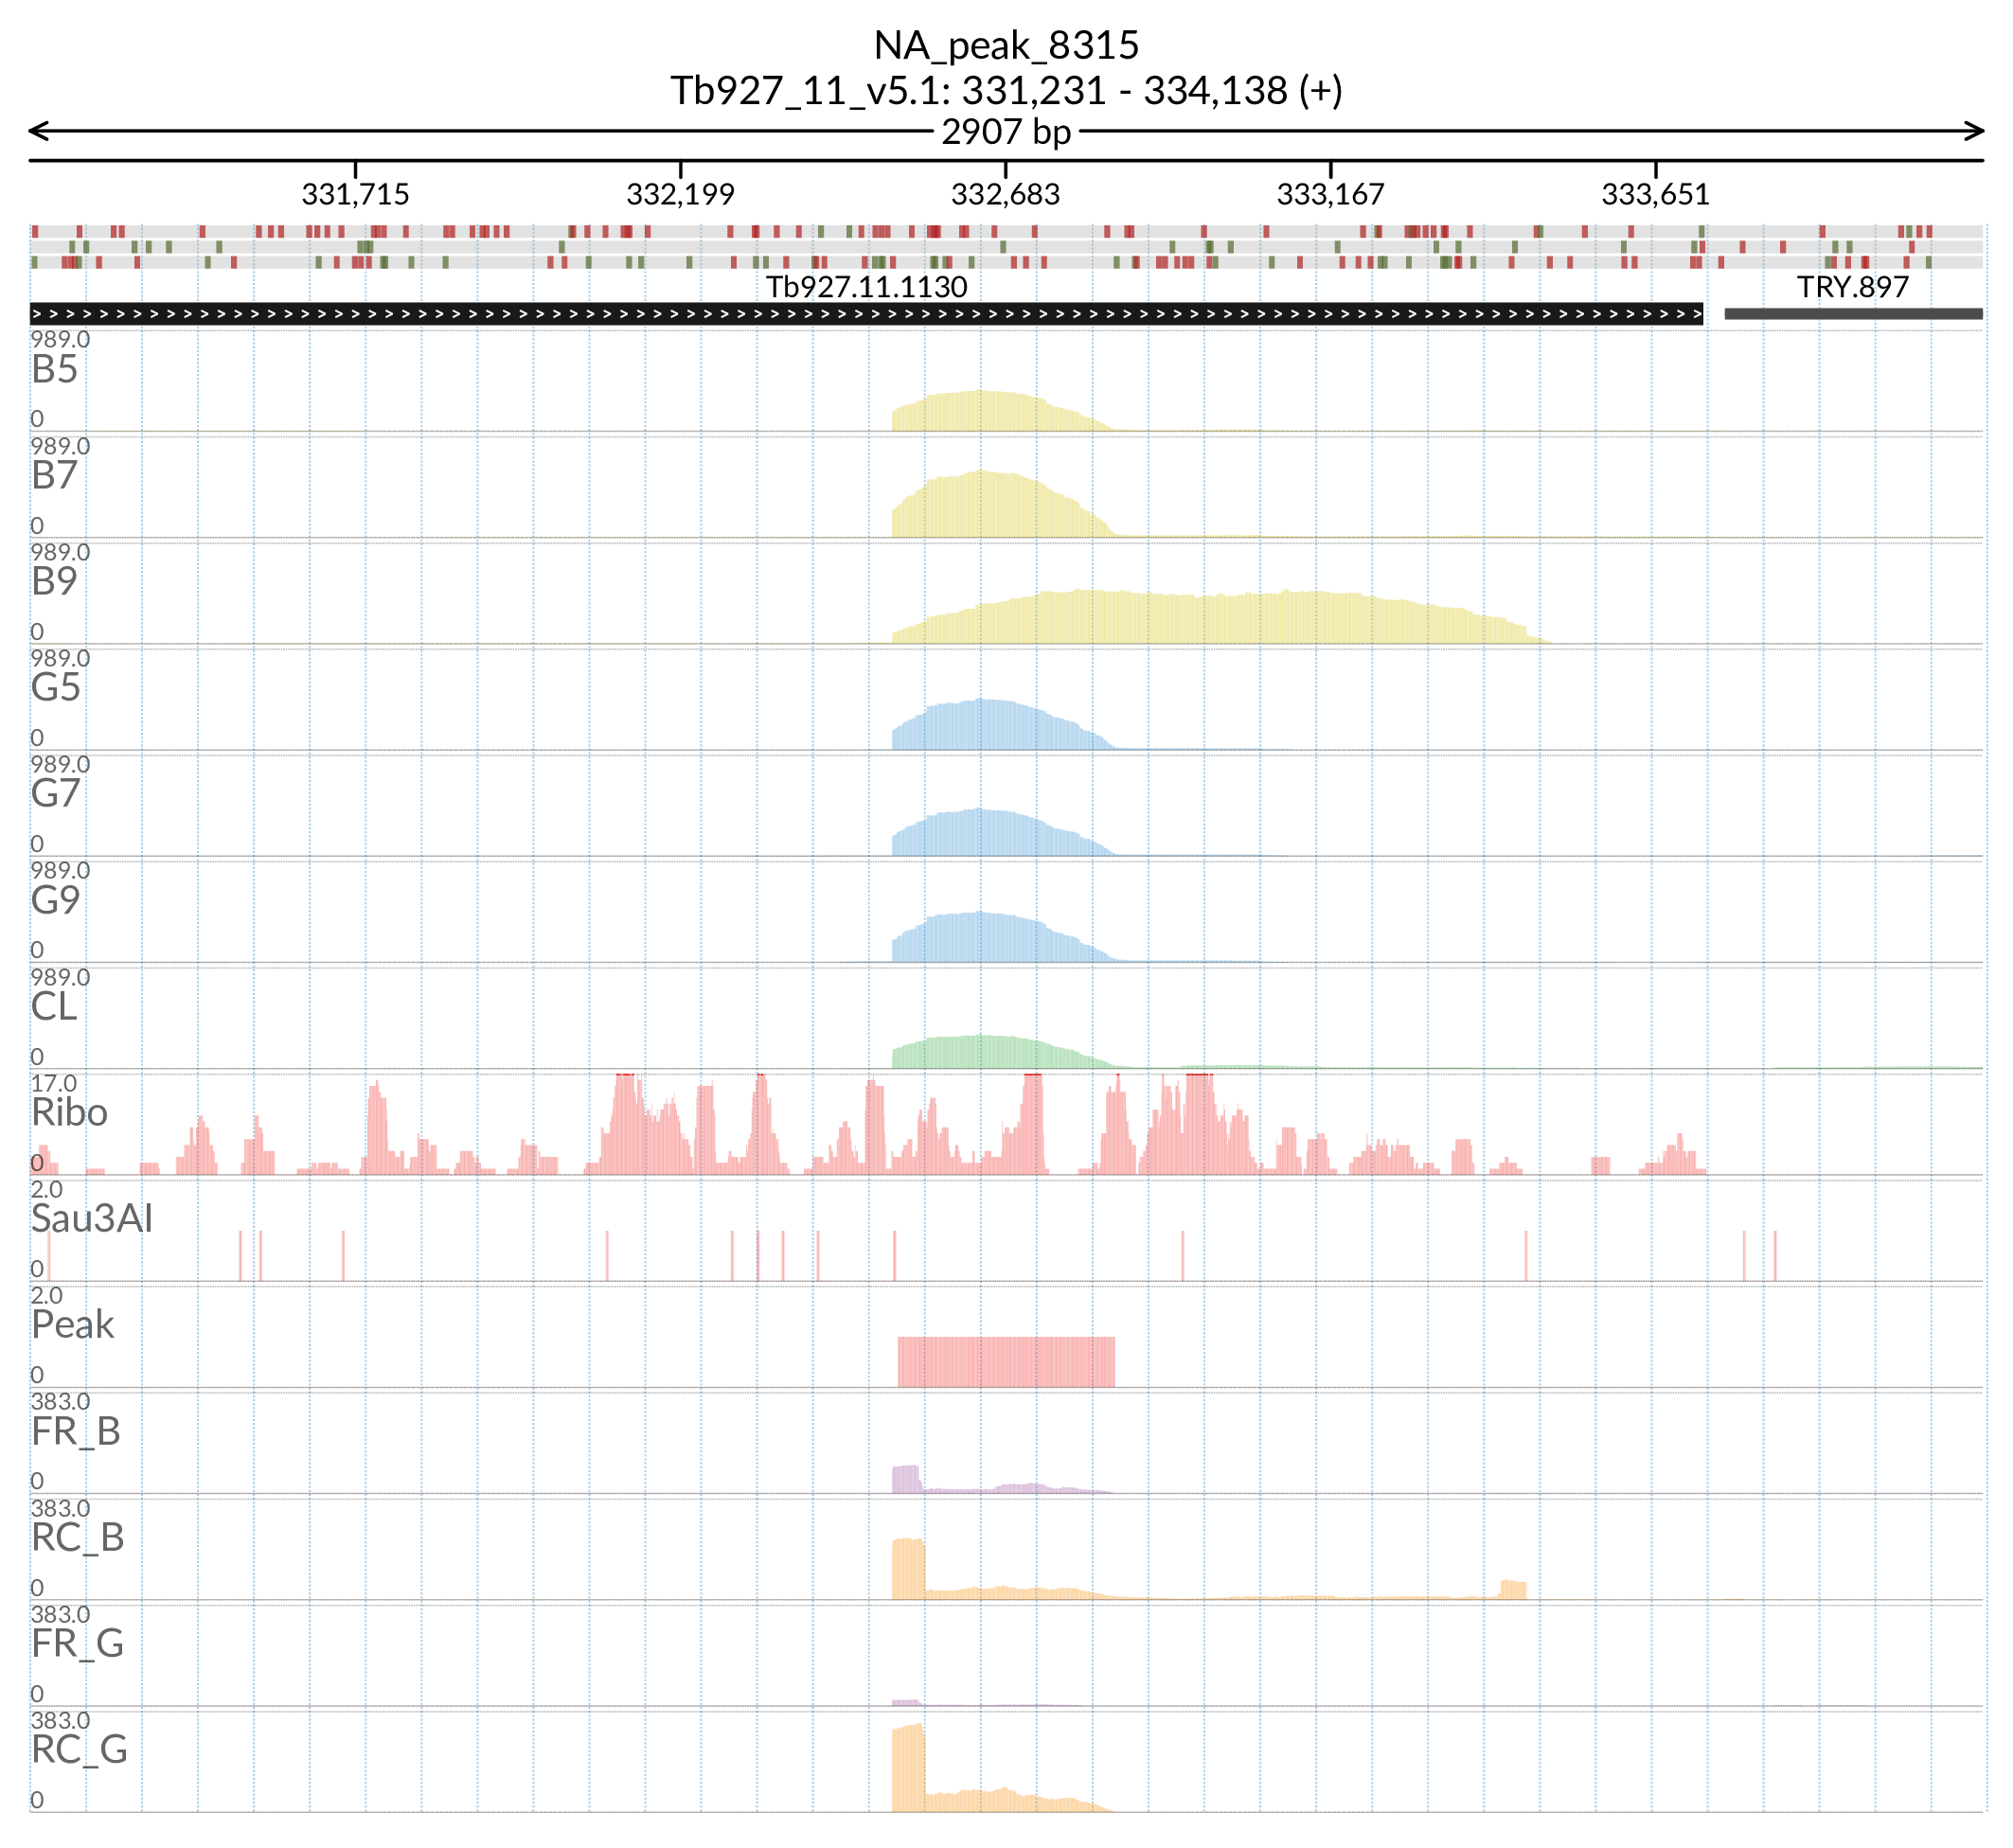 NA_peak_8315
Tb927_11_v5.1: 331,231 - 334,138 (+)
2907 bp
331,715 332,199 332,683 333,167 333,651
Tb927.11.1130 TRY.897
989.0
B5
0
989.0
B7
0
989.0
B9
0
989.0
G5
0
989.0
G7
0
989.0
G9
0
989.0
CL
0
17.0
Ribo
0
2.0
Sau3AI
0
2.0
Peak
0
383.0
FR_B
0
383.0
RC_B
0
383.0
FR_G
0
383.0
RC_G
0